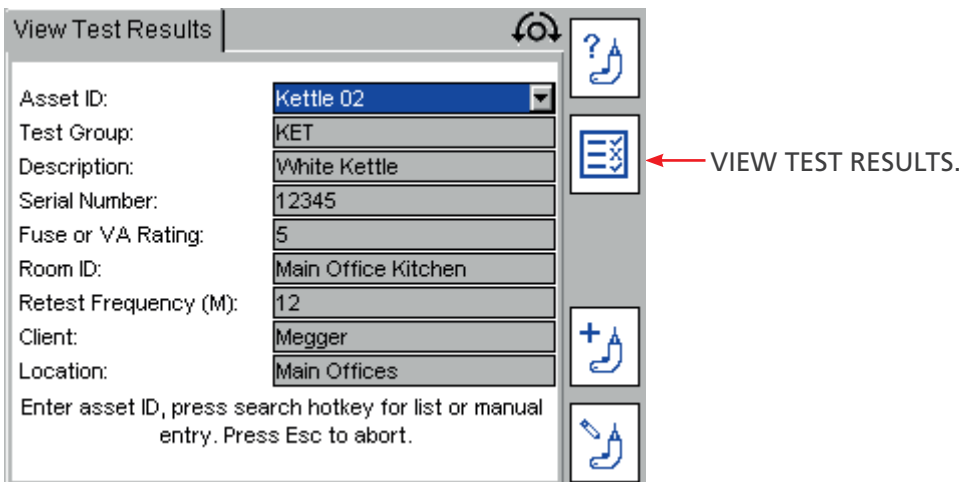 View Test Results
?
Asset ID: Kettle 02
Test Group: KET
Description: White Kettle
VIEW TEST RESULTS.
Serial Number: 12345
Fuse or VA Rating: 5
Room ID: Main Office Kitchen
Retest Frequency (M): 12
Client: Megger
Location: Main Offices
Enter asset ID, press search hotkey for list or manual
entry. Press Esc to abort.